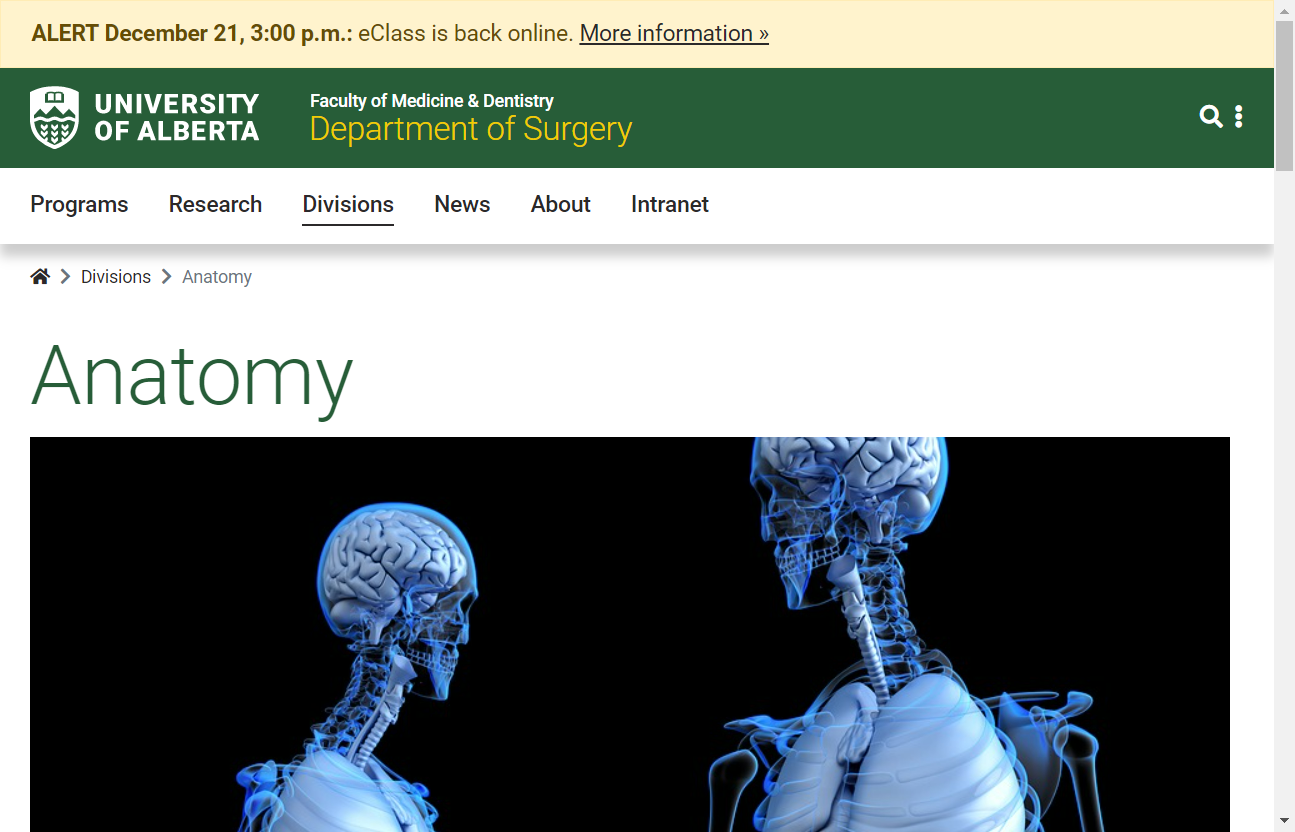 ALERT December 21, 3:00 p.m.: eClass is back online. More information »
UNIVERSITY
OF ALBERTA
Faculty of Medicine & Dentistry
Department of Surgery
Programs Research Divisions News About Intranet
Divisions Anatomy
Anatomy